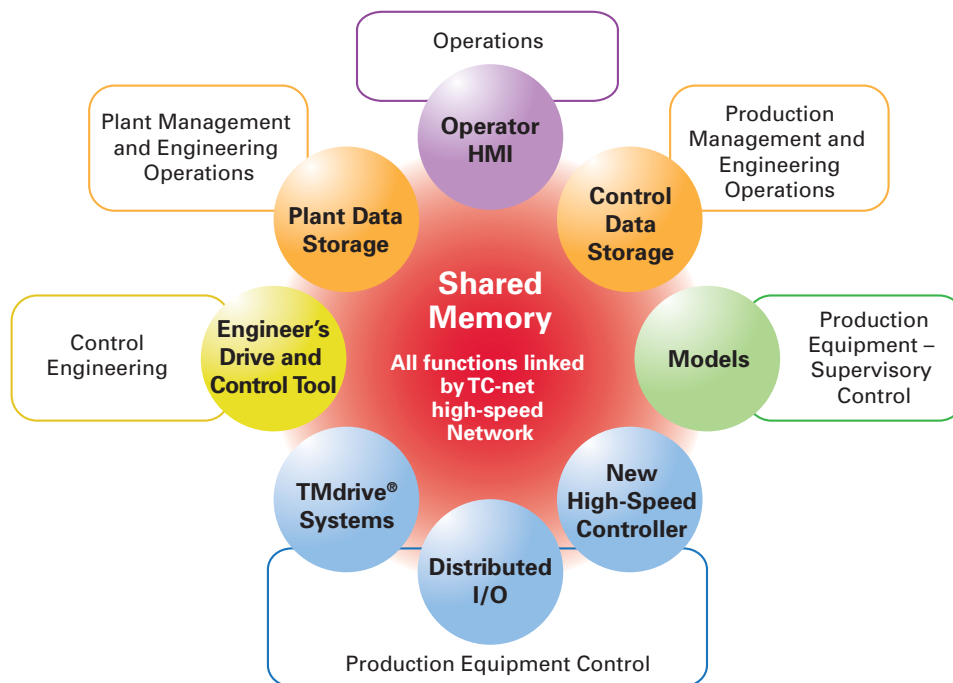 Operations
Operator
HMI
Plant Management
and Engineering
Operations
Plant Data
Storage
Production
Management and
Engineering
Operations
Control
Data
Storage
Shared
Memory
All functions linked
by TC-net
high-speed
Network
Control
Engineering
Engineer’s
Drive and
Control Tool
Models
Production
Equipment –
Supervisory
Control
TMdrive®
Systems
Distributed
I/O
New
High-Speed
Controller
Production Equipment Control